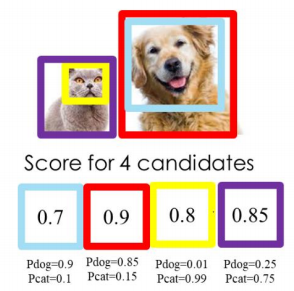 Score for 4 candidates
0.7 0.9 0.8 0.85
Pdog=0.9 Pdog=0.85 Pdog=0.01 Pdog=0.25
Pcat=0.1 Pcat=0.15 Pcat=0.99 Pcat=0.75